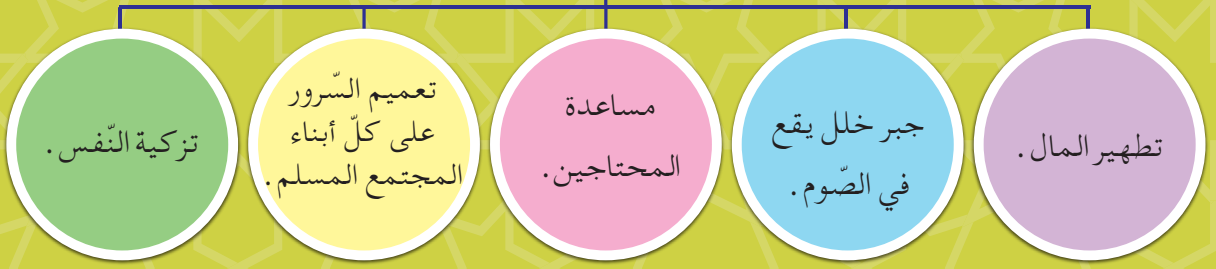 تطهير المال .
جبر خلل يقع
في الصّوم .
مساعدة
المحتاجين .
تعميم السّرور
على كلّ أبناء
المجتمع المسلم .
تزكية النّفس .